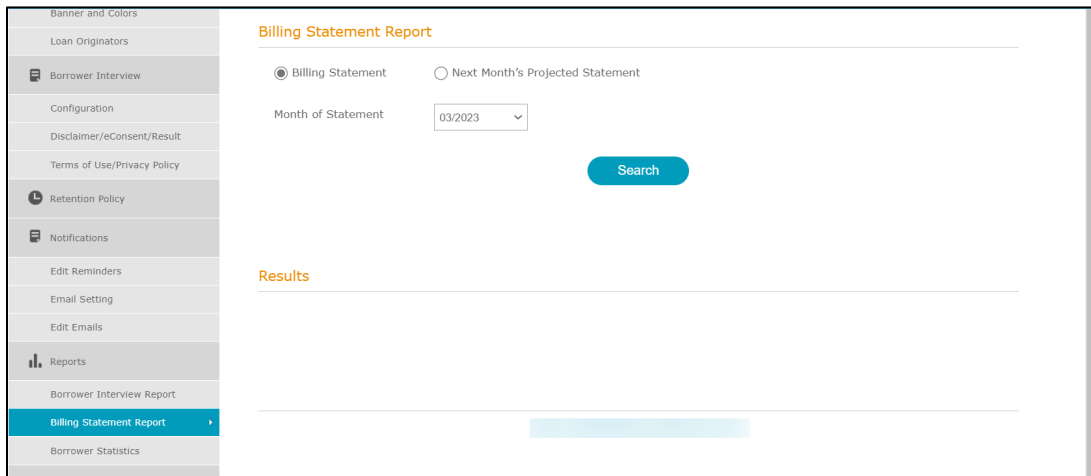 Banner and Colors
Loan Originators
Borrower Interview
Configuration
Disclaimer/eConsent/Result
Terms of Use/Privacy Policy
Retention Policy
Notifications
Edit Reminders
Email Setting
Edit Emails
Reports
Borrower Interview Report
Billing Statement Report
Borrower Statistics
Billing Statement Report
Billing Statement Next Month's Projected Statement
Month of Statement 03/2023
Search
Results